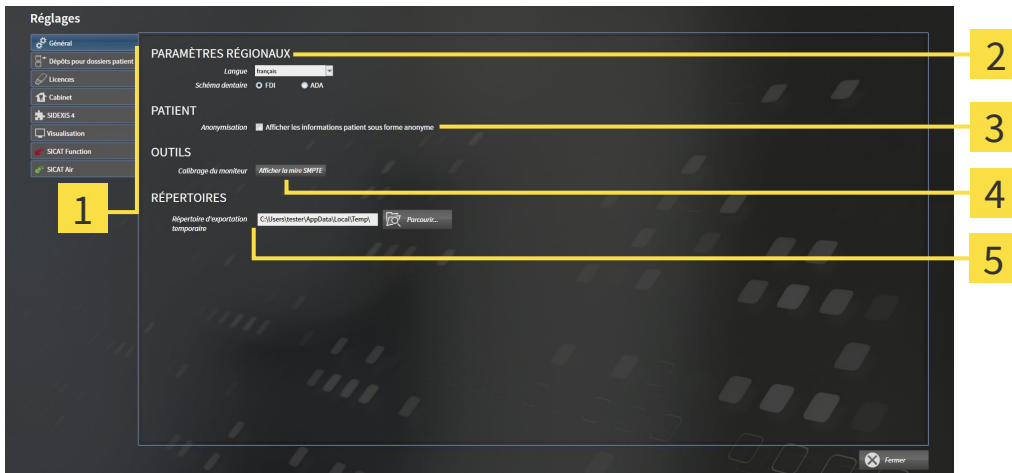 Réglages
Général
Dépôts pour dossiers patient
Licences
Cabinet
SIDEXIS 4
Visualisation
SICAT Function
SICAT Air
1
PARAMÈTRES RÉGIONAUX
2
Langue français
Schéma dentaire FDI ADA
PATIENT
Anonymisation Afficher les informations patient sous forme anonyme
3
OUTILS
Calibrage du moniteur Afficher la mire SMPTE
4
RÉPERTOIRES
Répertoire d'exportation temporaire C:\Users\tester\AppData\Local\Temp\ Parcourir...
5
Fermer